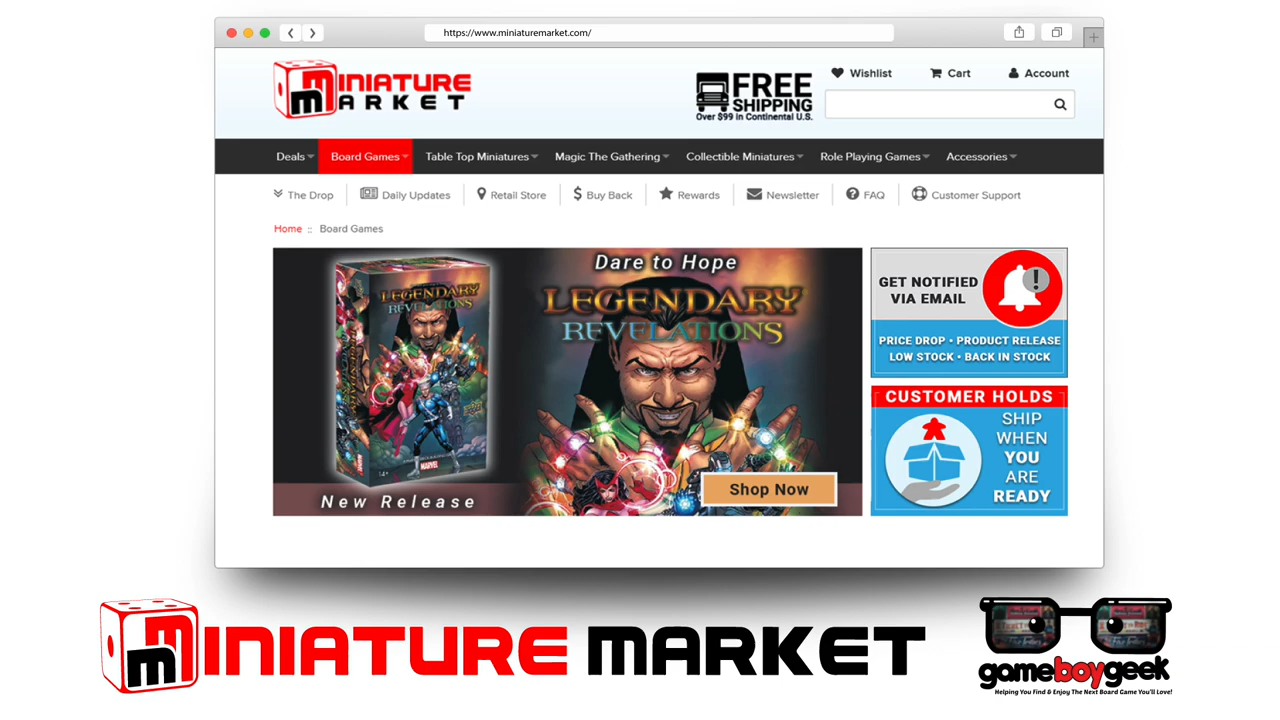 https://www.miniaturemarket.com/
MINIATURE
MARKET
FREE
SHIPPING
Over $99 in Continental U.S.
Wishlist
Cart
Account
Deals
Board Games
Table Top Miniatures
Magic The Gathering
Collectible Miniatures
Role Playing Games
Accessories
The Drop
Daily Updates
Retail Store
Buy Back
Rewards
Newsletter
FAQ
Customer Support
Home :: Board Games
LEGENDARY
REVELATIONS
MARVEL
New Release
Dare to Hope
LEGENDARY
REVELATIONS
Shop Now
GET NOTIFIED
VIA EMAIL
PRICE DROP • PRODUCT RELEASE
LOW STOCK • BACK IN STOCK
CUSTOMER HOLDS
SHIP
WHEN
YOU
ARE
READY
MINIATURE MARKET
gameboygeek
Helping You Find & Enjoy The Next Board Game You'll Love!